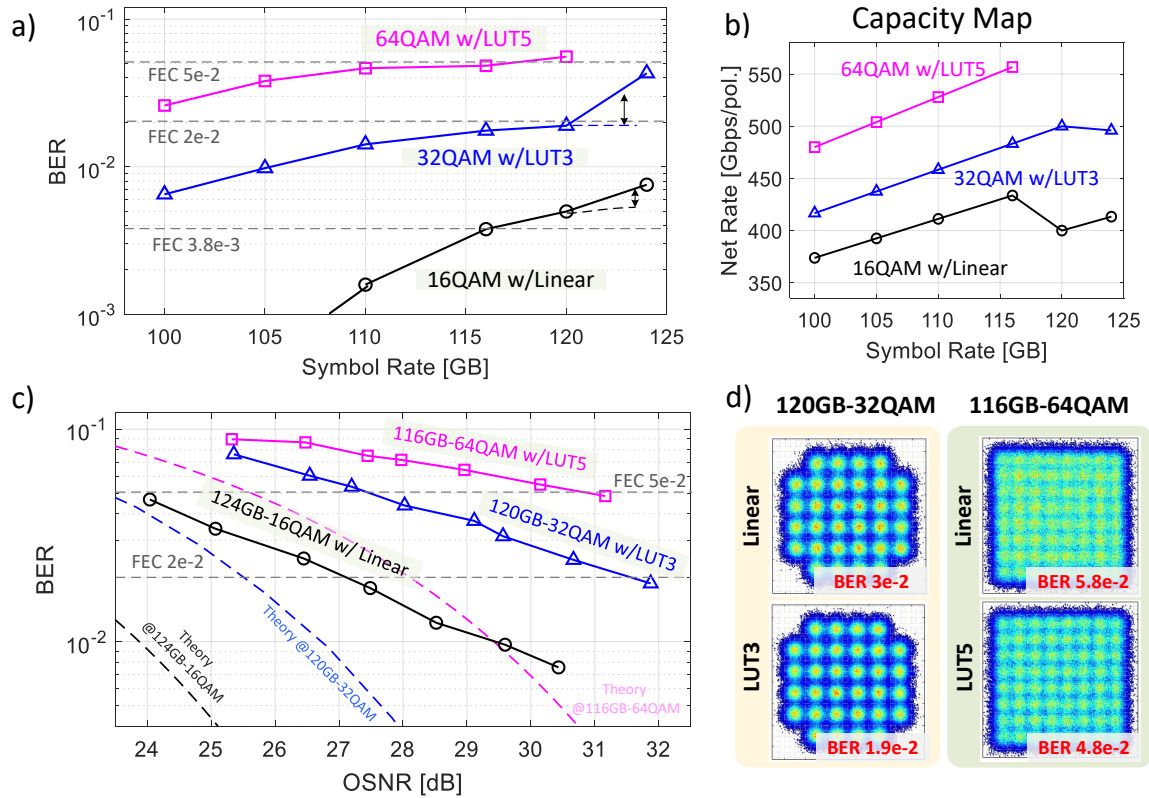 a)
10^-1
10^-2
10^-3
BER
64QAM w/LUT5
FEC 5e-2
FEC 2e-2
32QAM w/LUT3
FEC 3.8e-3
16QAM w/Linear
100 105 110 115 120 125
Symbol Rate [GB]
b)
Capacity Map
550
500
450
400
350
Net Rate [Gbps/pol.]
64QAM w/LUT5
32QAM w/LUT3
16QAM w/Linear
100 105 110 115 120 125
Symbol Rate [GB]
c)
10^-1
10^-2
BER
116GB-64QAM w/LUT5
FEC 5e-2
120GB-32QAM w/LUT3
124GB-16QAM w/ Linear
FEC 2e-2
Theory
@124GB-16QAM
Theory @120GB-32QAM
Theory
@116GB-64QAM
24 25 26 27 28 29 30 31 32
OSNR [dB]
d)
120GB-32QAM 116GB-64QAM
Linear
BER 3e-2
Linear
BER 5.8e-2
LUT3
BER 1.9e-2
LUT5
BER 4.8e-2